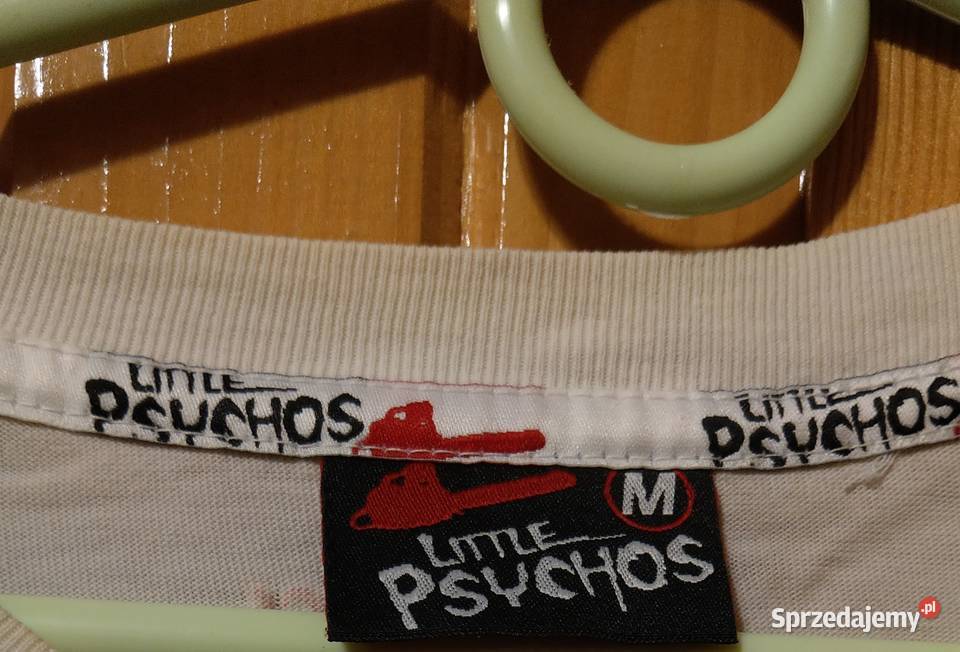 LITTLE
PSYCHOS
LITTLE
PSYCHOS
M
LITTLE
PSYCHOS
Sprzedajemy.pl